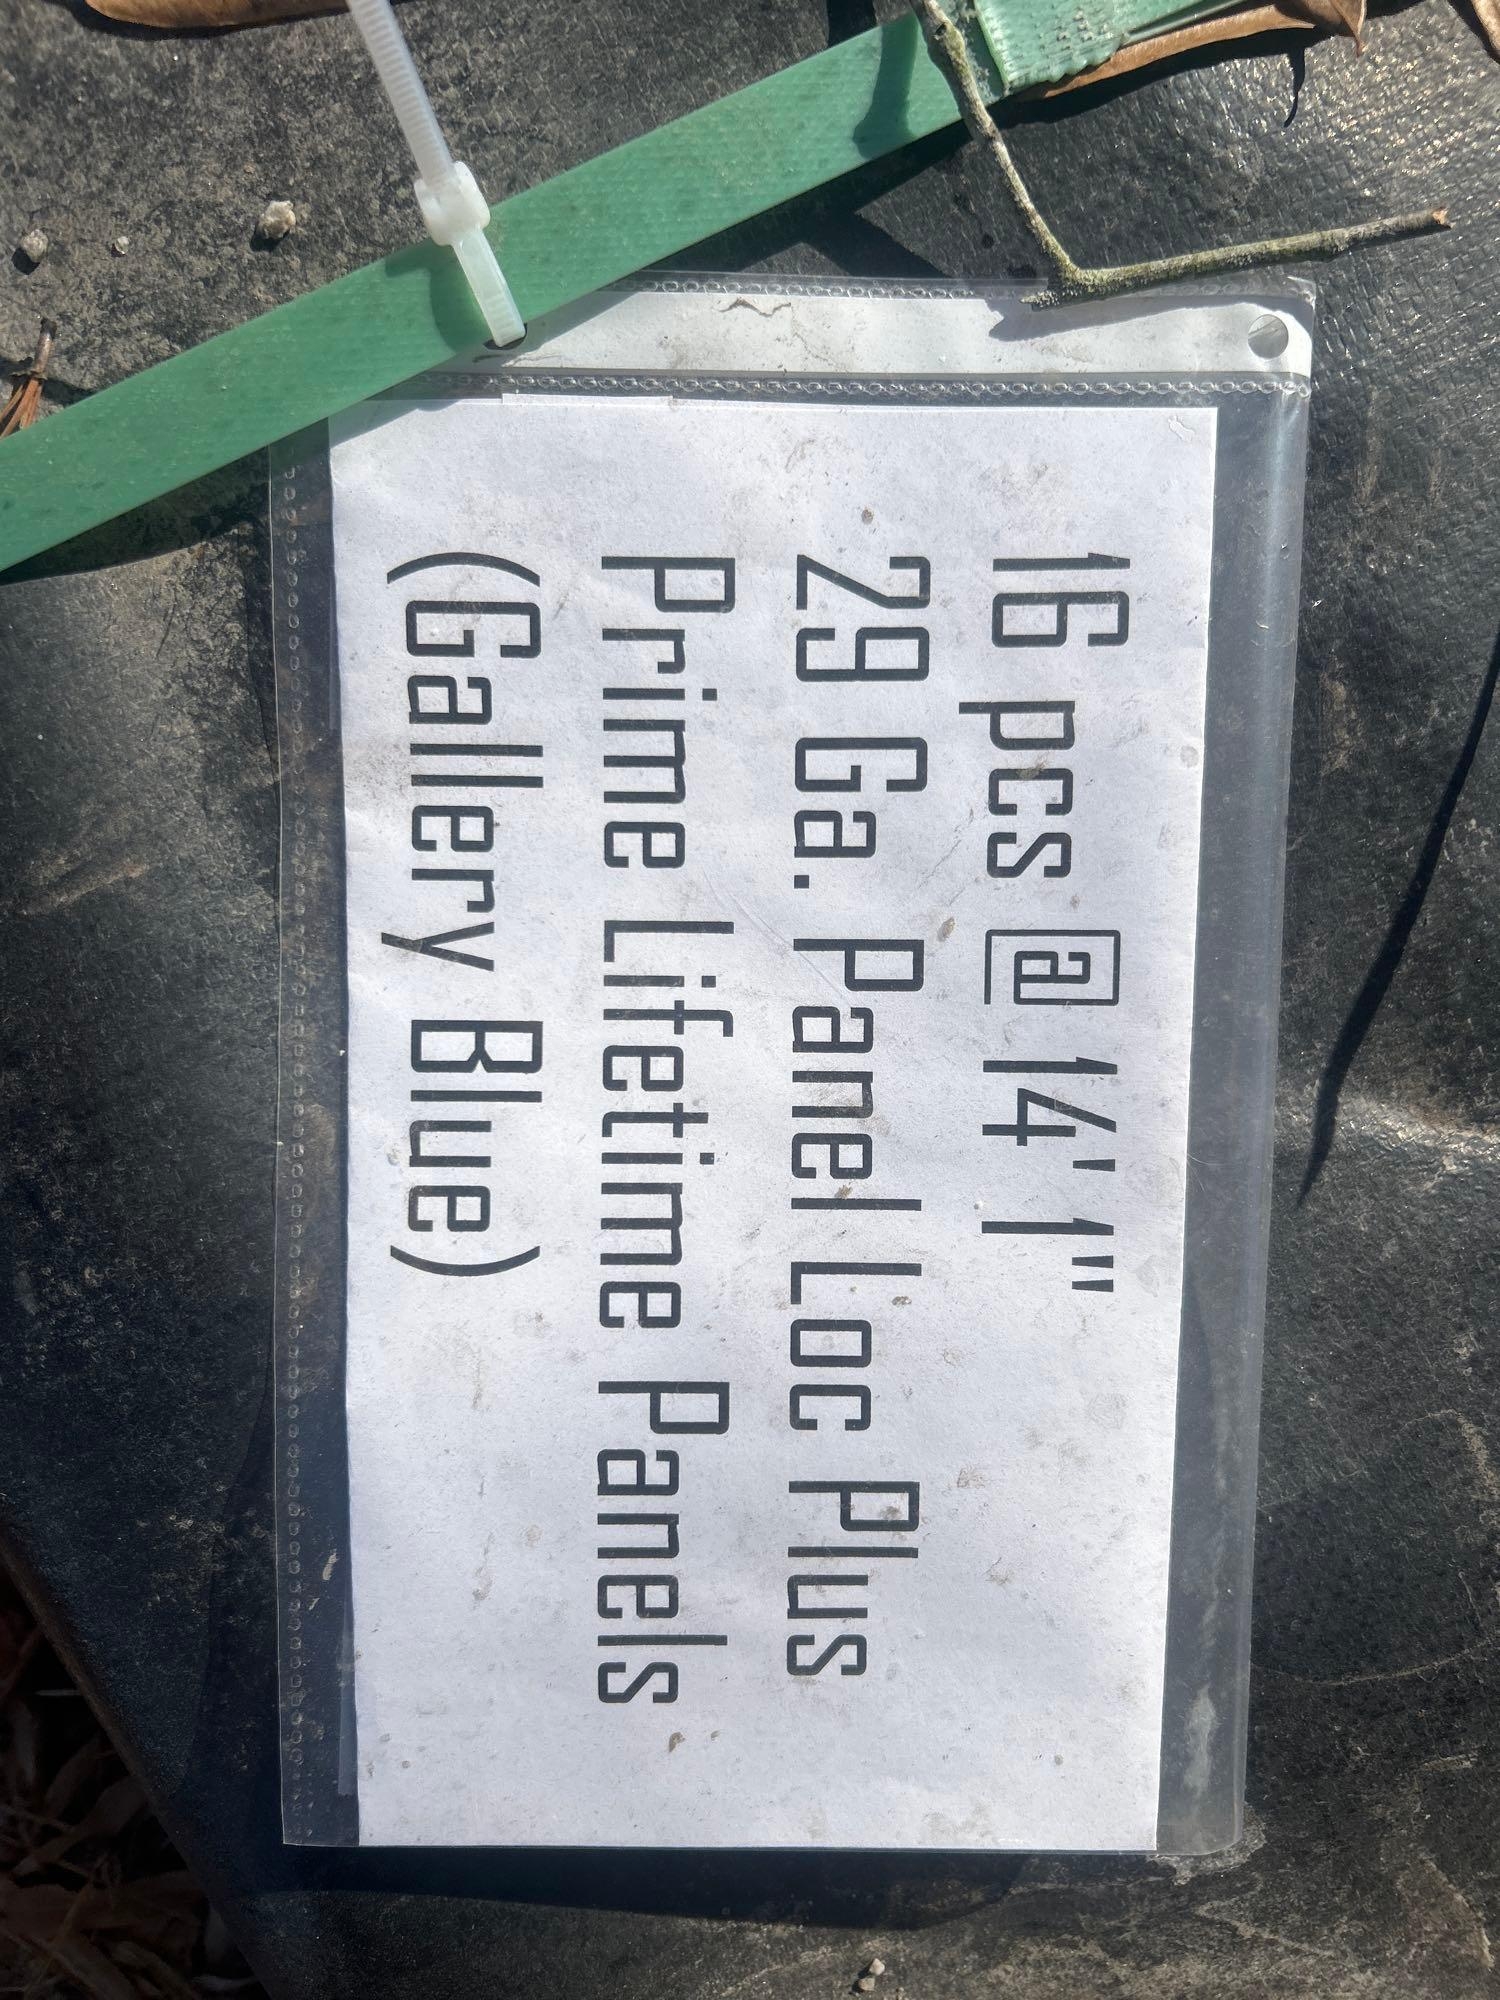 16 pcs @ 14' 1"
29 Ga. Panel Loc Plus
Prime Lifetime Panels
(Gallery Blue)